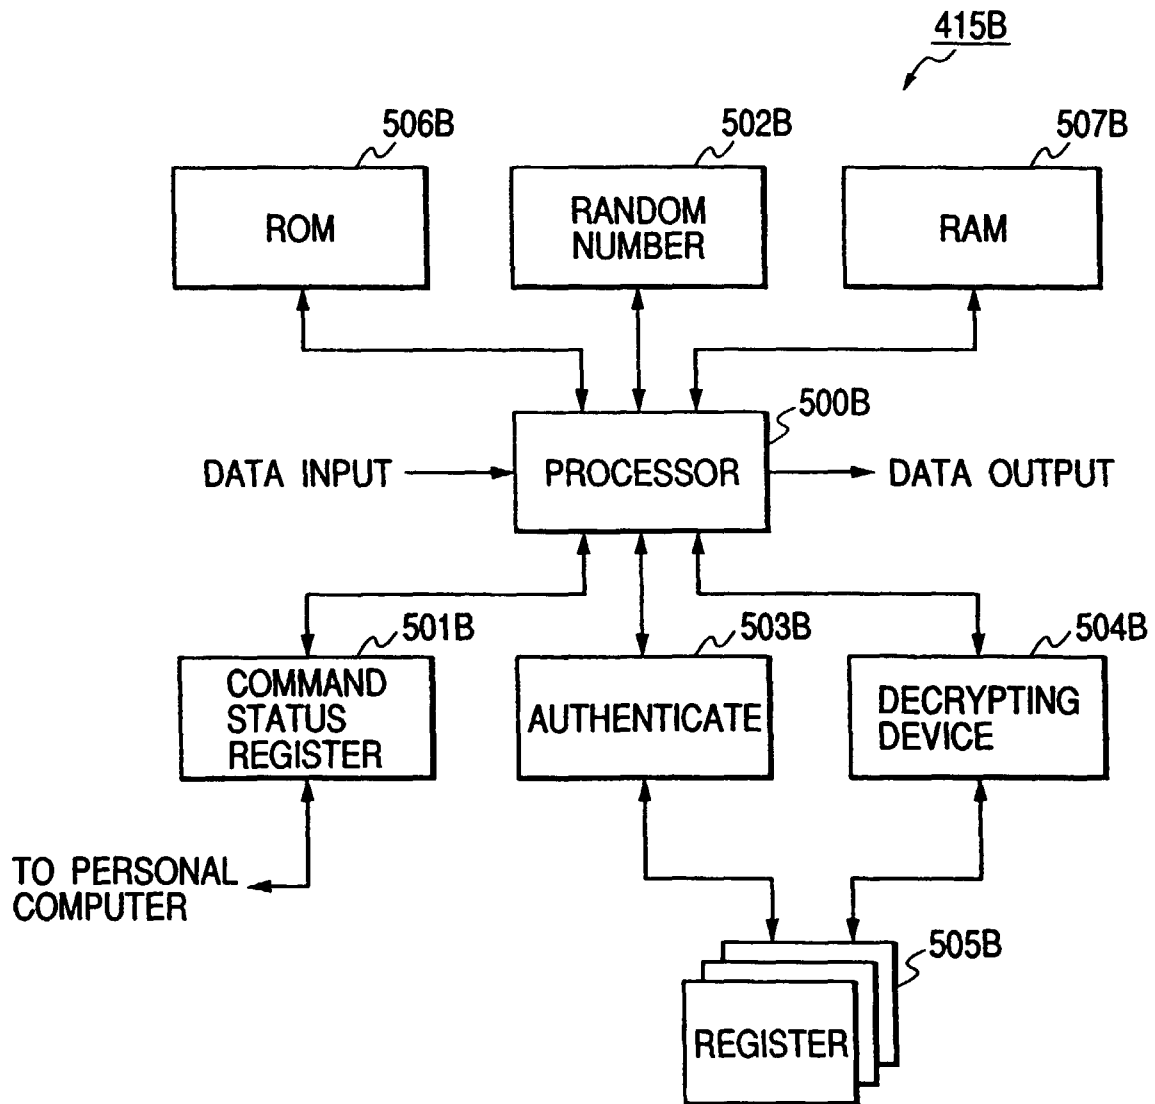 415B
506B
502B
507B
ROM
RANDOM
NUMBER
RAM
500B
DATA INPUT
PROCESSOR
DATA OUTPUT
501B
503B
504B
COMMAND
STATUS
REGISTER
AUTHENTICATE
DECRYPTING
DEVICE
TO PERSONAL
COMPUTER
505B
REGISTER